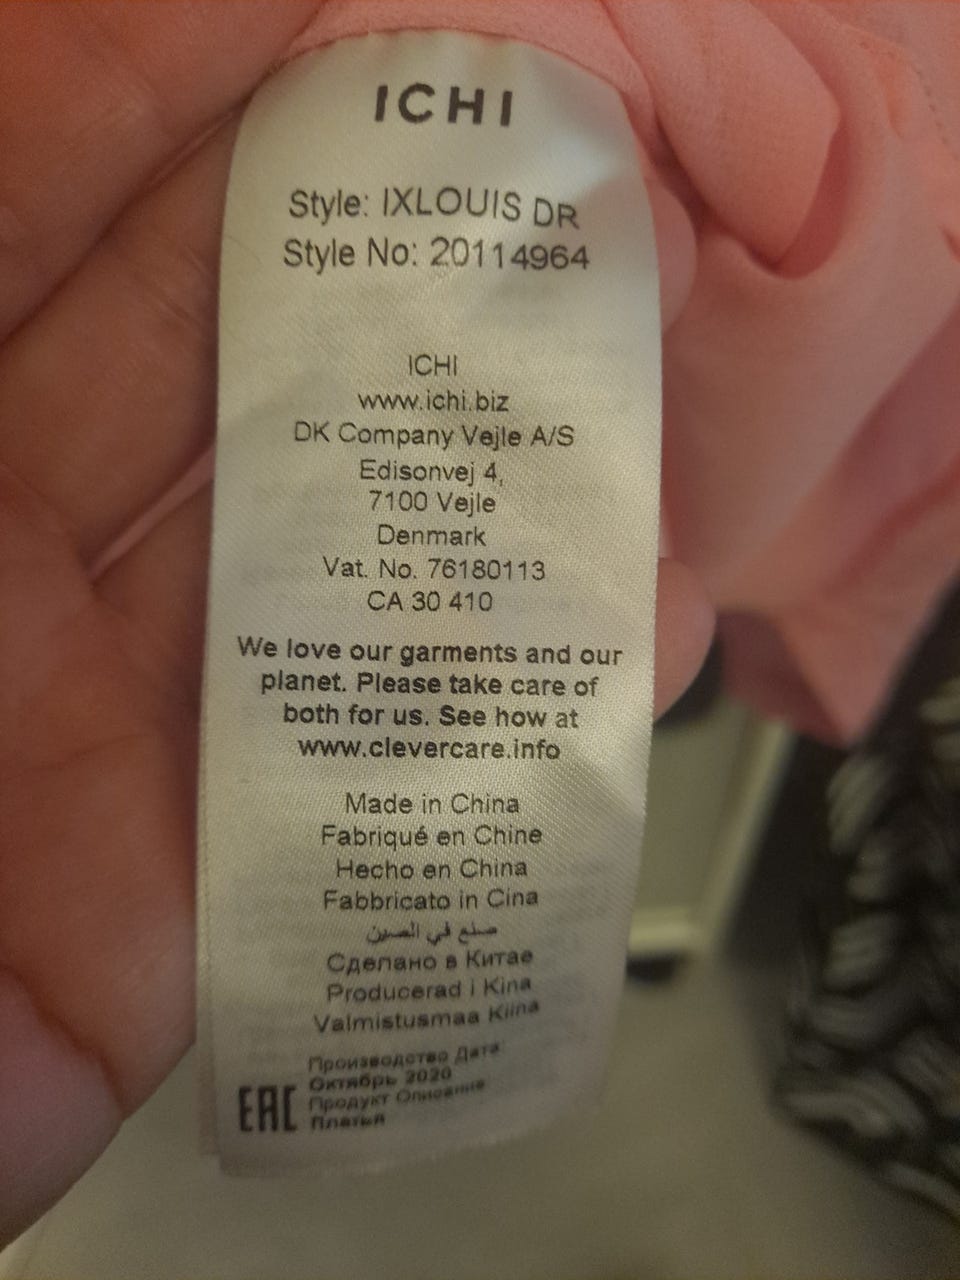 ICHI
Style: IXLOUIS DR
Style No: 20114964
ICHI
www.ichi.biz
DK Company Vejle A/S
Edisonvej 4,
7100 Vejle
Denmark
Vat. No. 76180113
CA 30 410
We love our garments and our
planet. Please take care of
both for us. See how at
www.clevercare.info
Made in China
Fabriqué en Chine
Hecho en China
Fabbricato in Cina
صنع في الصين
Сделано в Китае
Producerad i Kina
Valmistusmaa Kiina
Производство Дата
Октябрь 2020
Продукт Описание
Платья
EAC